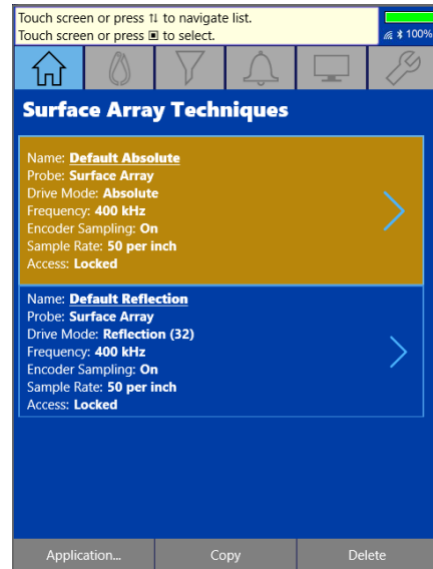 Touch screen or press ⇅ to navigate list.
Touch screen or press ▣ to select.
100%
Surface Array Techniques
Name: Default Absolute
Probe: Surface Array
Drive Mode: Absolute
Frequency: 400 kHz
Encoder Sampling: On
Sample Rate: 50 per inch
Access: Locked
Name: Default Reflection
Probe: Surface Array
Drive Mode: Reflection (32)
Frequency: 400 kHz
Encoder Sampling: On
Sample Rate: 50 per inch
Access: Locked
Application... Copy Delete